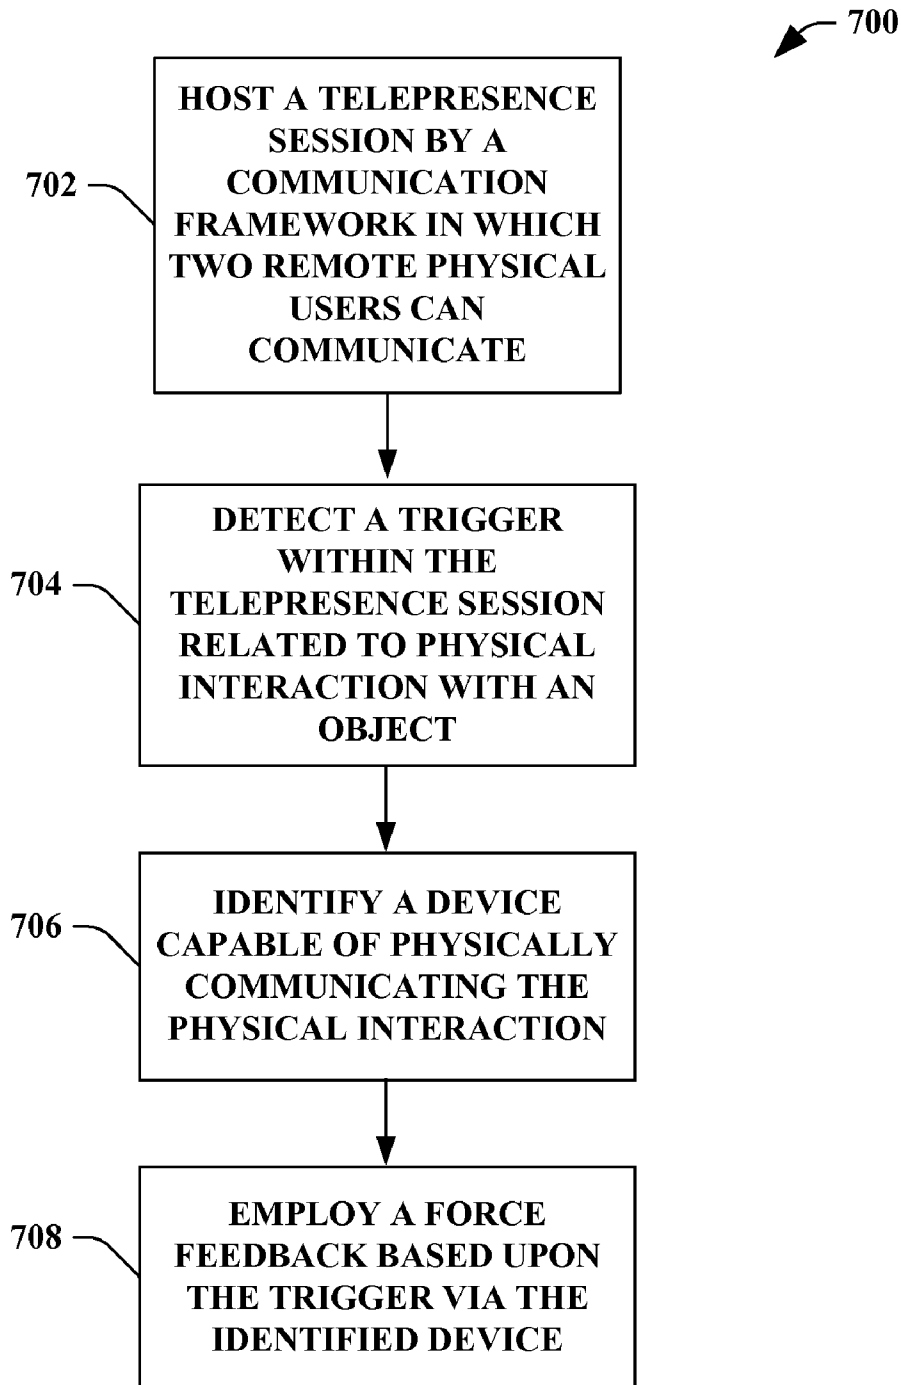 700
HOST A TELEPRESENCE
SESSION BY A
COMMUNICATION
FRAMEWORK IN WHICH
TWO REMOTE PHYSICAL
USERS CAN
COMMUNICATE
702
DETECT A TRIGGER
WITHIN THE
TELEPRESENCE SESSION
RELATED TO PHYSICAL
INTERACTION WITH AN
OBJECT
704
IDENTIFY A DEVICE
CAPABLE OF PHYSICALLY
COMMUNICATING THE
PHYSICAL INTERACTION
706
EMPLOY A FORCE
FEEDBACK BASED UPON
THE TRIGGER VIA THE
IDENTIFIED DEVICE
708